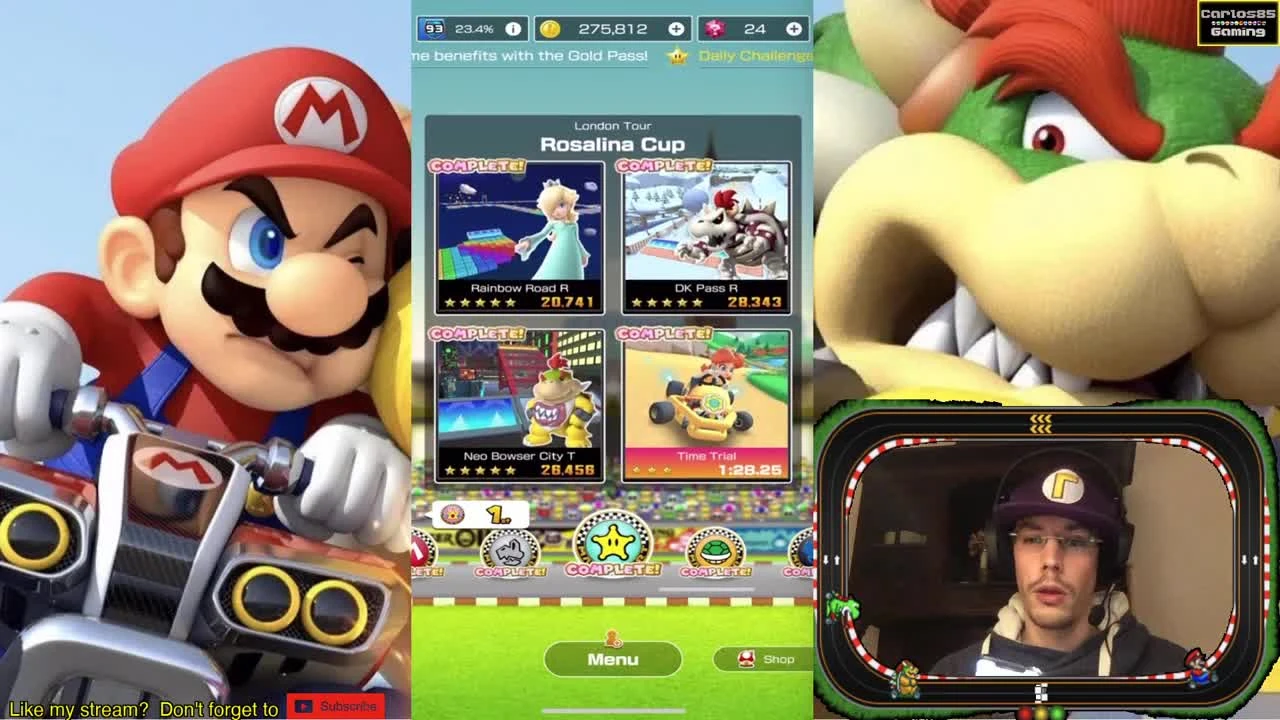 93 23.4% i 275,812 + 24 +
me benefits with the Gold Pass! Daily Challenge
Carlos85
Gaming
London Tour
Rosalina Cup
COMPLETE! COMPLETE!
Rainbow Road R DK Pass R
20,741 28,343
COMPLETE! COMPLETE!
Neo Bowser City T Time Trial
26,456 1:28.25
1
COMPLETE! COMPLETE! COMPLETE!
Menu Shop
Like my stream? Don't forget to Subscribe